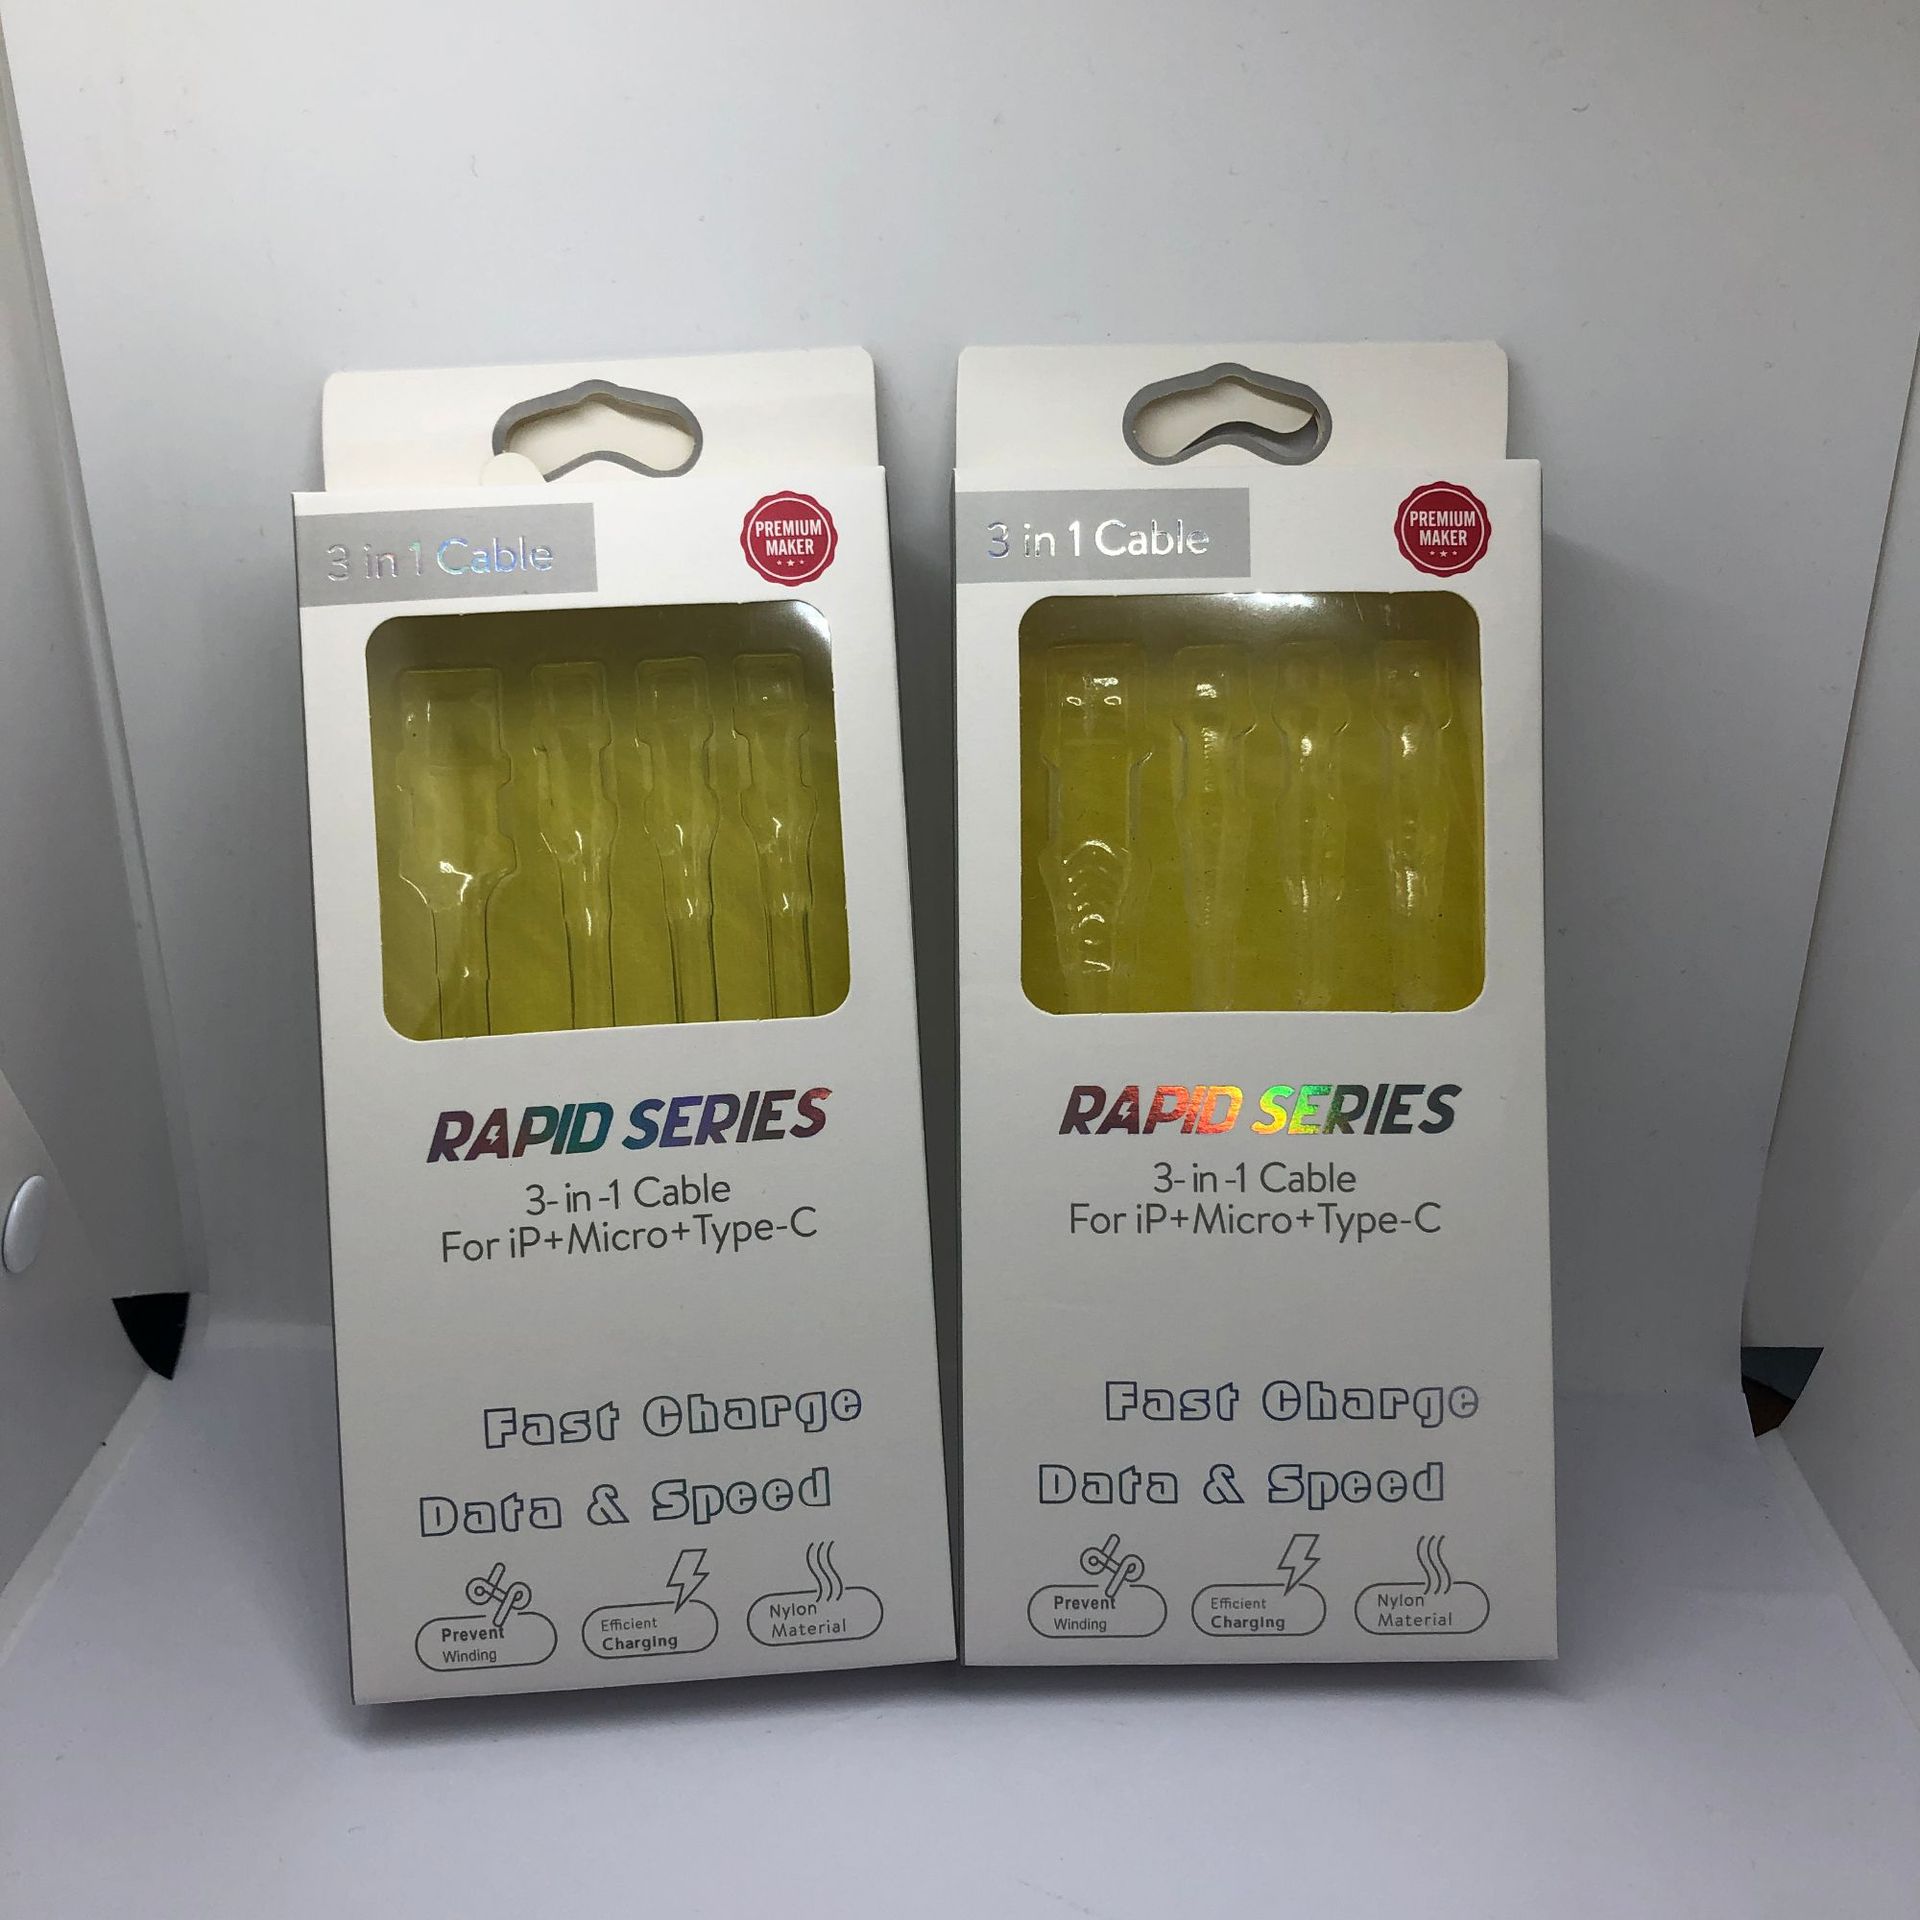 3 in 1 Cable
PREMIUM
MAKER
RAPID SERIES
3-in-1 Cable
For iP+Micro+Type-C
Fast Charge
Data & Speed
Prevent
Winding
Efficient
Charging
Nylon
Material
3 in 1 Cable
PREMIUM
MAKER
RAPID SERIES
3-in-1 Cable
For iP+Micro+Type-C
Fast Charge
Data & Speed
Prevent
Winding
Efficient
Charging
Nylon
Material